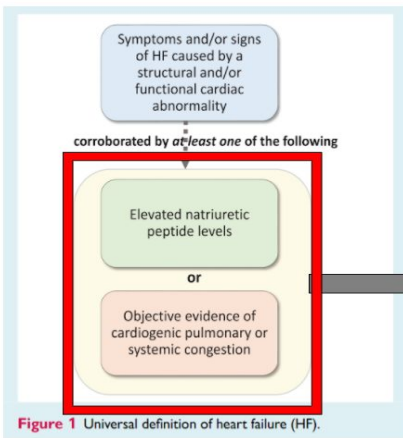 Symptoms and/or signs
of HF caused by a
structural and/or
functional cardiac
abnormality
corroborated by at least one of the following
Elevated natriuretic
peptide levels
or
Objective evidence of
cardiogenic pulmonary or
systemic congestion
Figure 1 Universal definition of heart failure (HF).